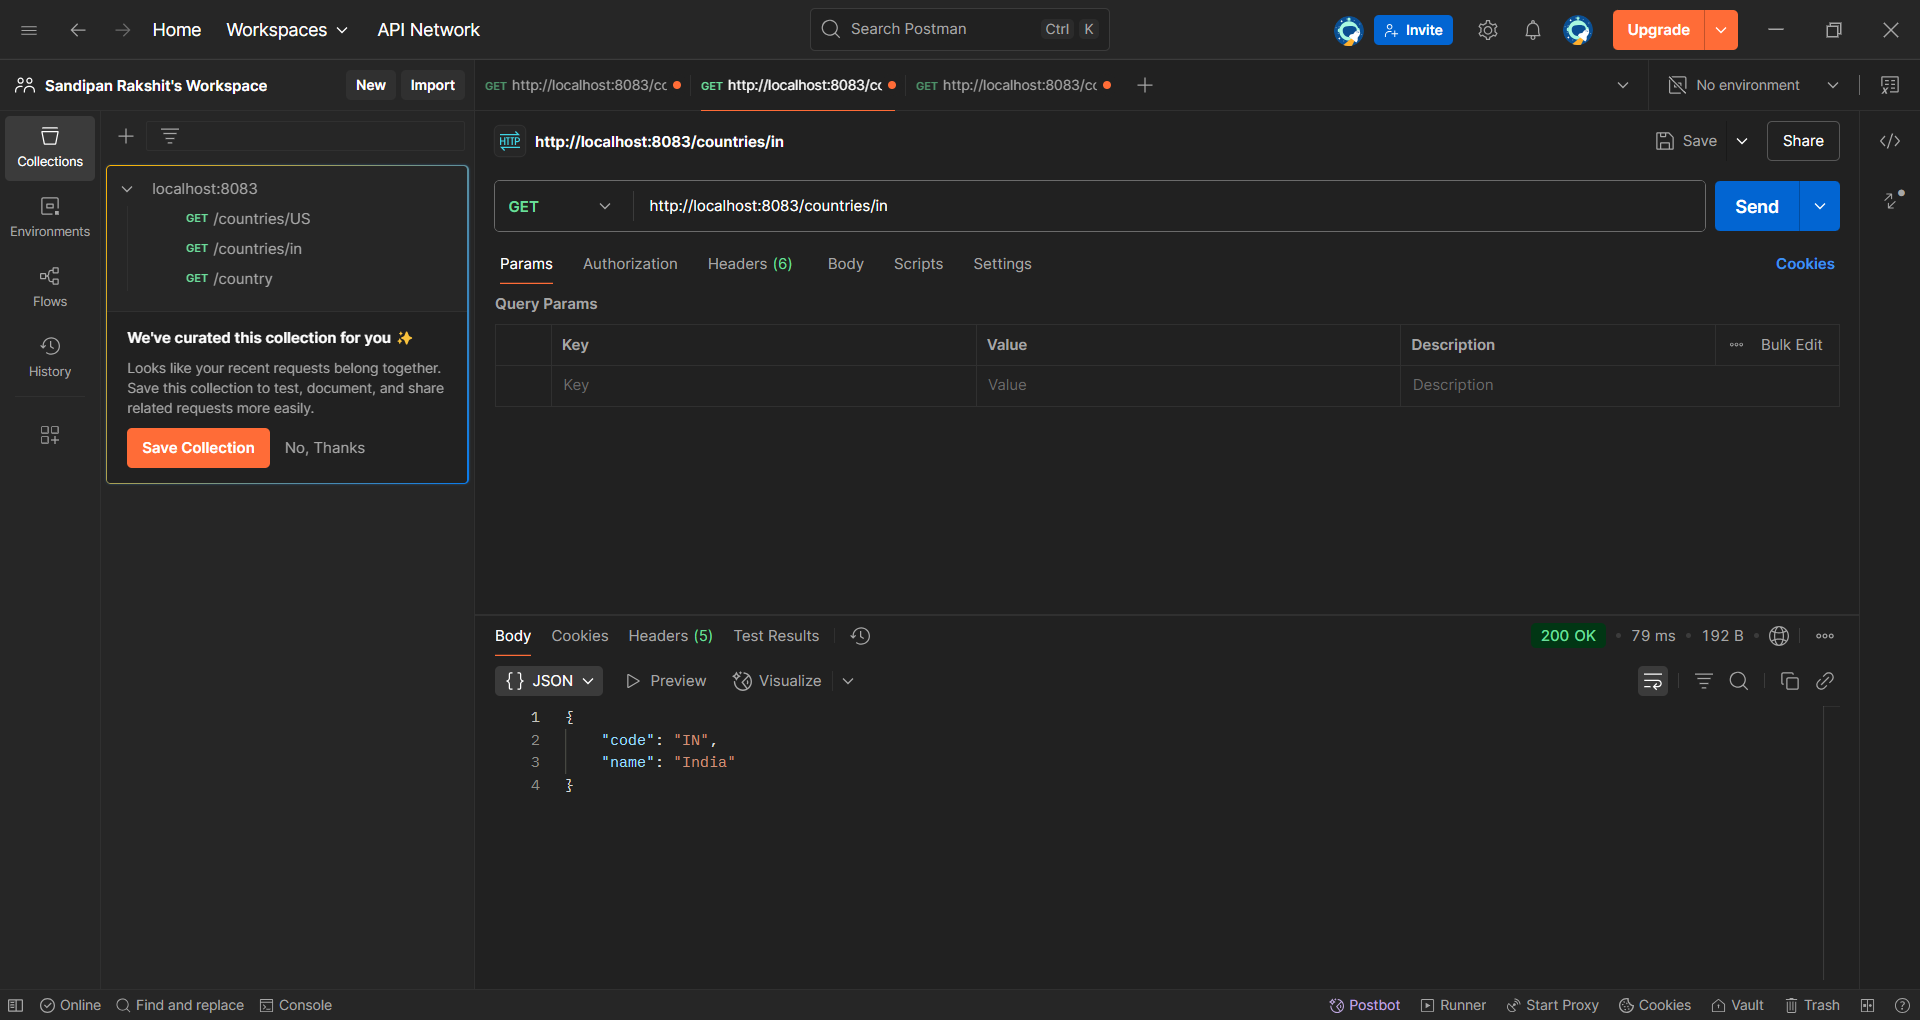 Home Workspaces API Network Search Postman Ctrl K Invite Upgrade
Sandipan Rakshit's Workspace New Import GET http://localhost:8083/cc GET http://localhost:8083/cc GET http://localhost:8083/cc No environment
Collections
Environments
Flows
History
localhost:8083
GET /countries/US
GET /countries/in
GET /country
We've curated this collection for you ✨
Looks like your recent requests belong together.
Save this collection to test, document, and share
related requests more easily.
Save Collection No, Thanks
HTTP http://localhost:8083/countries/in Save Share
GET http://localhost:8083/countries/in Send
Params Authorization Headers (6) Body Scripts Settings Cookies
Query Params
Key Value Description Bulk Edit
Key Value Description
Body Cookies Headers (5) Test Results 200 OK • 79 ms • 192 B
{} JSON Preview Visualize
1 {
2 "code": "IN",
3 "name": "India"
4 }
Online Find and replace Console Postbot Runner Start Proxy Cookies Vault Trash